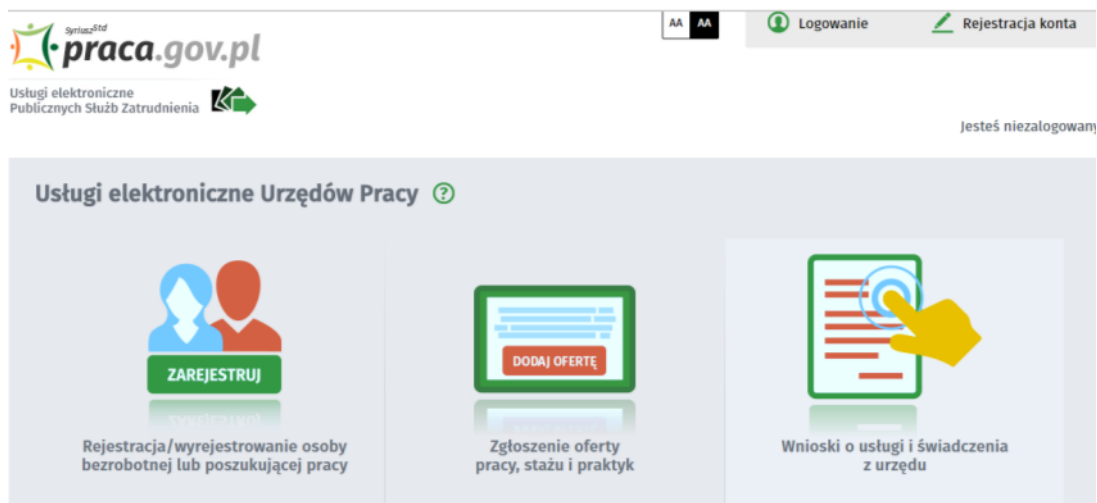 Syriusz Std
praca.gov.pl
AA AA
Logowanie
Rejestracja konta
Usługi elektroniczne
Publicznych Służb Zatrudnienia
Jesteś niezalogowany
Usługi elektroniczne Urzędów Pracy ?
ZAREJESTRUJ
DODAJ OFERTĘ
Rejestracja/wyrejestrowanie osoby
bezrobotnej lub poszukującej pracy
Zgłoszenie oferty
pracy, stażu i praktyk
Wnioski o usługi i świadczenia
z urzędu